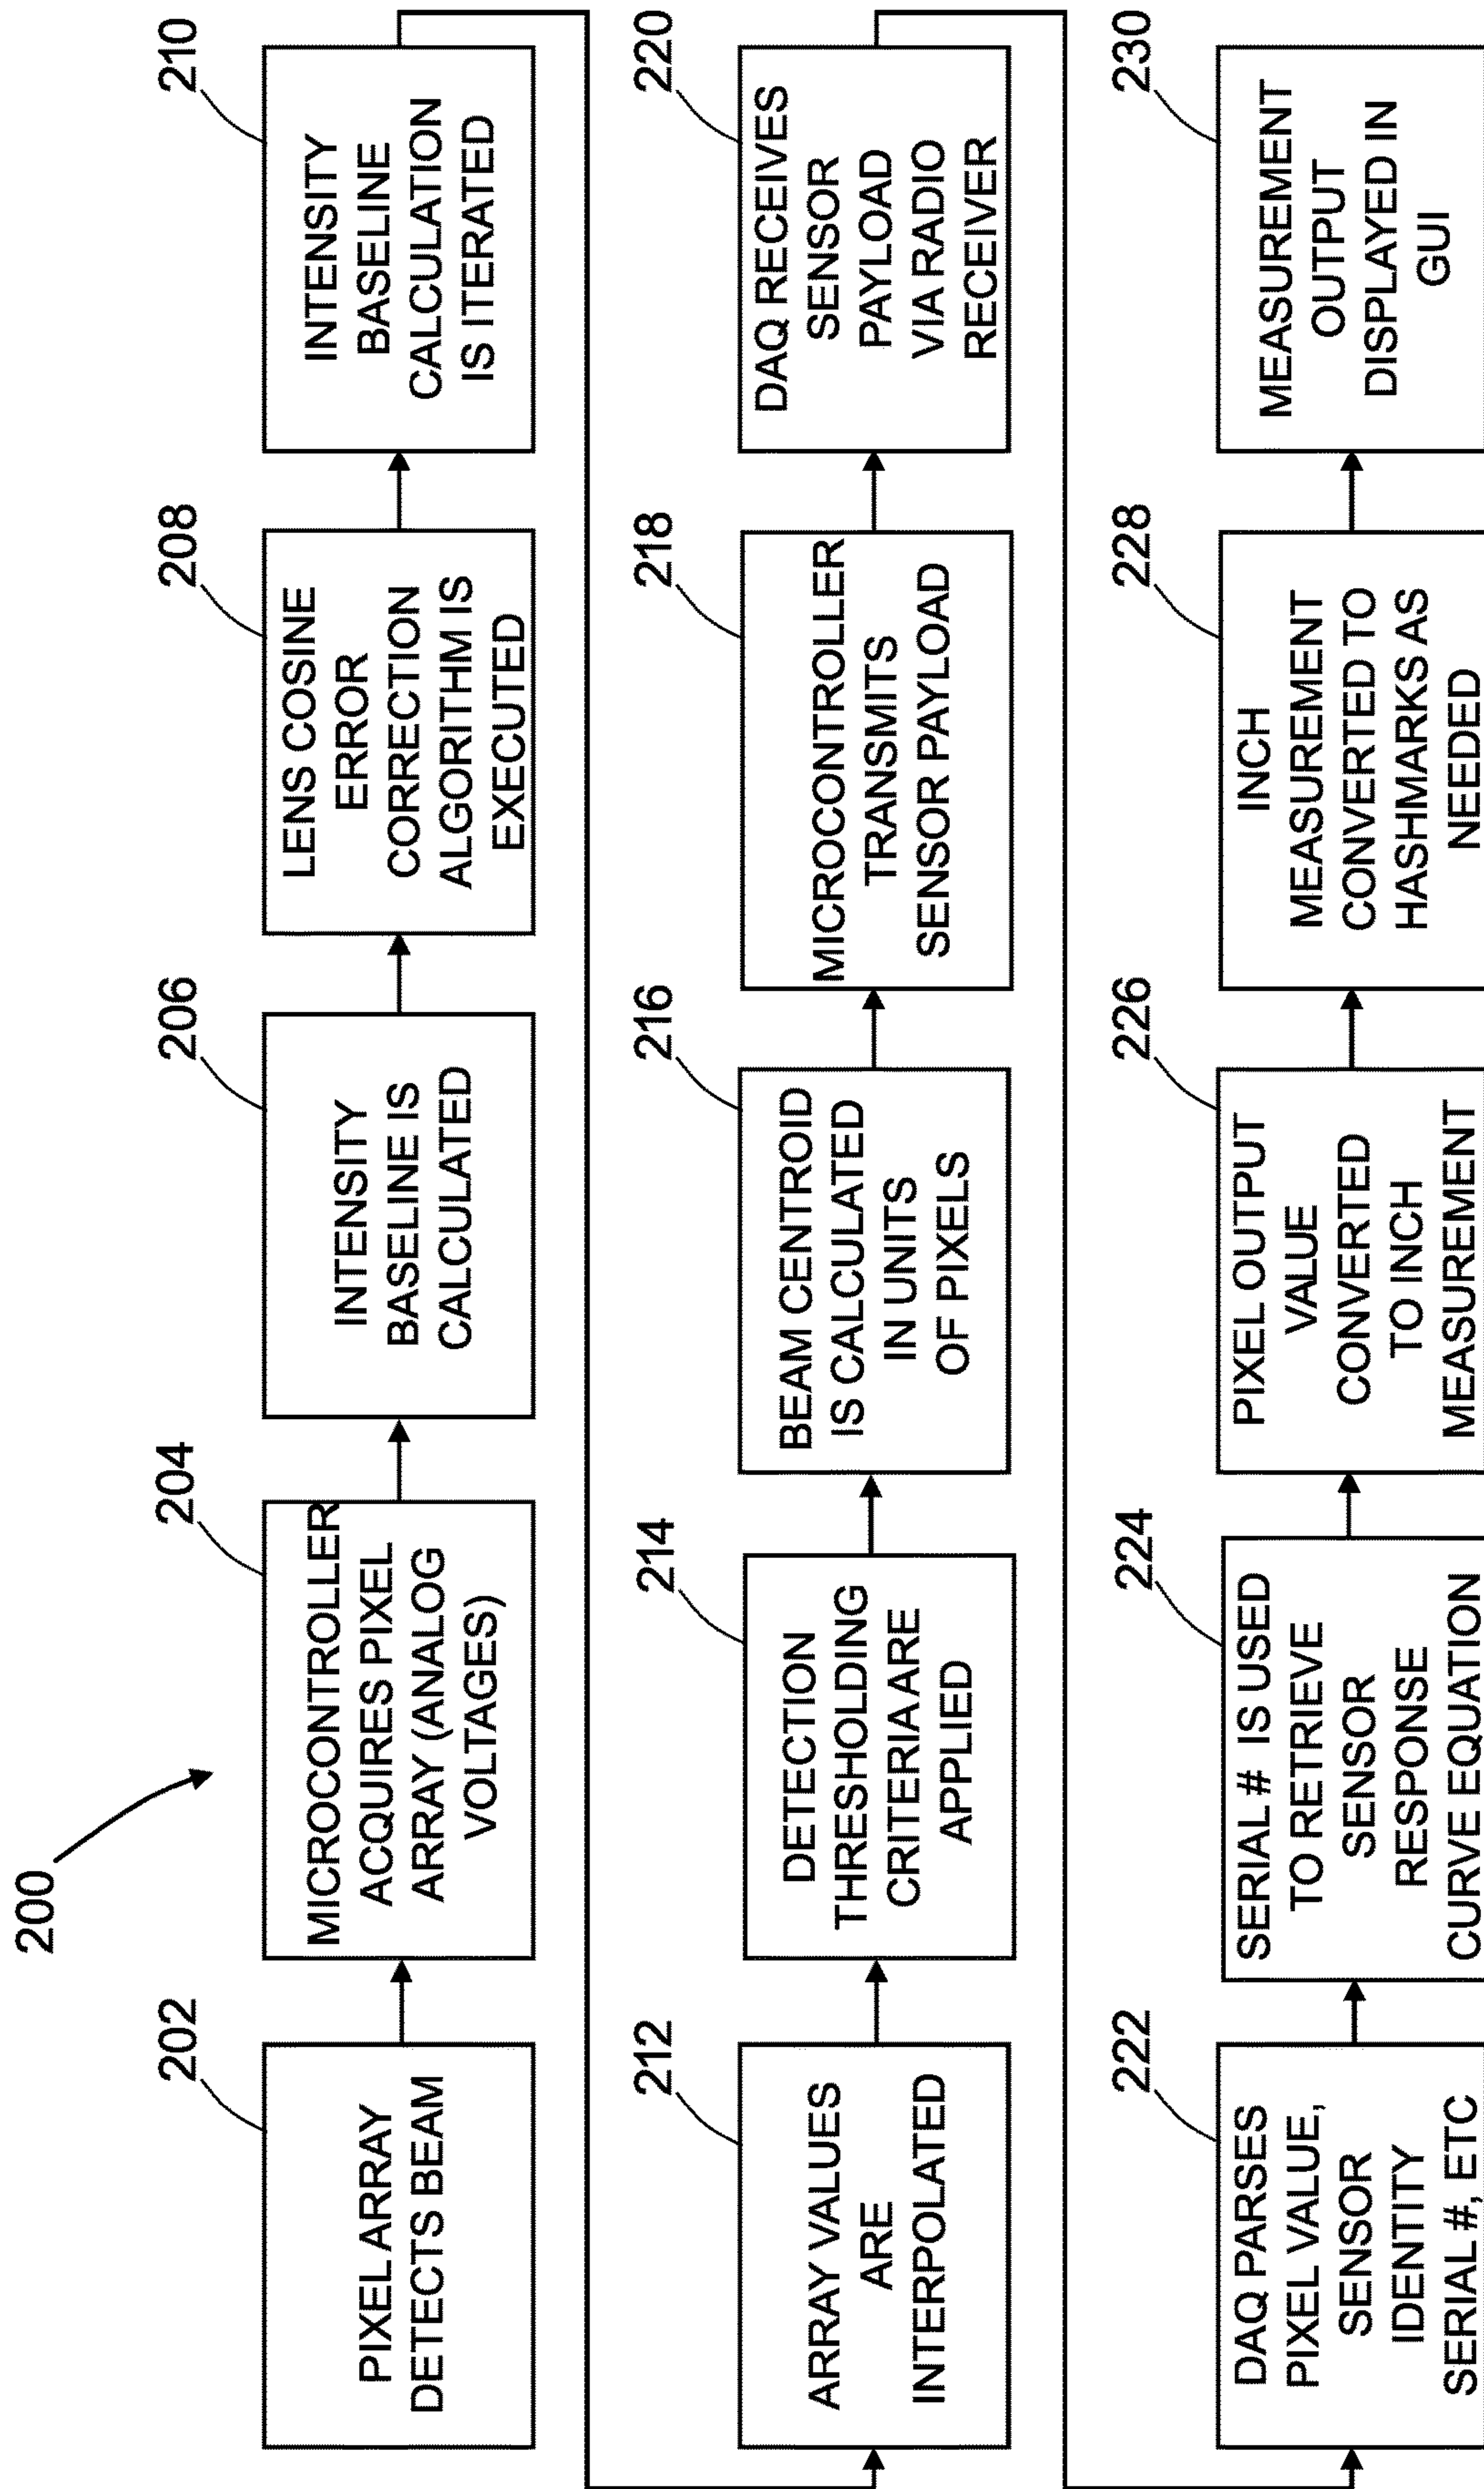 200
202
PIXEL ARRAY
DETECTS BEAM
204
MICROCONTROLLER
ACQUIRES PIXEL
ARRAY (ANALOG
VOLTAGES)
206
INTENSITY
BASELINE IS
CALCULATED
208
LENS COSINE
ERROR
CORRECTION
ALGORITHM IS
EXECUTED
210
INTENSITY
BASELINE
CALCULATION
IS ITERATED
212
ARRAY VALUES
ARE
INTERPOLATED
214
DETECTION
THRESHOLDING
CRITERIA ARE
APPLIED
216
BEAM CENTROID
IS CALCULATED
IN UNITS
OF PIXELS
218
MICROCONTROLLER
TRANSMITS
SENSOR PAYLOAD
220
DAQ RECEIVES
SENSOR
PAYLOAD
VIA RADIO
RECEIVER
222
DAQ PARSES
PIXEL VALUE,
SENSOR
IDENTITY
SERIAL #, ETC
224
SERIAL # IS USED
TO RETRIEVE
SENSOR
RESPONSE
CURVE EQUATION
226
PIXEL OUTPUT
VALUE
CONVERTED
TO INCH
MEASUREMENT
228
INCH
MEASUREMENT
CONVERTED TO
HASHMARKS AS
NEEDED
230
MEASUREMENT
OUTPUT
DISPLAYED IN
GUI